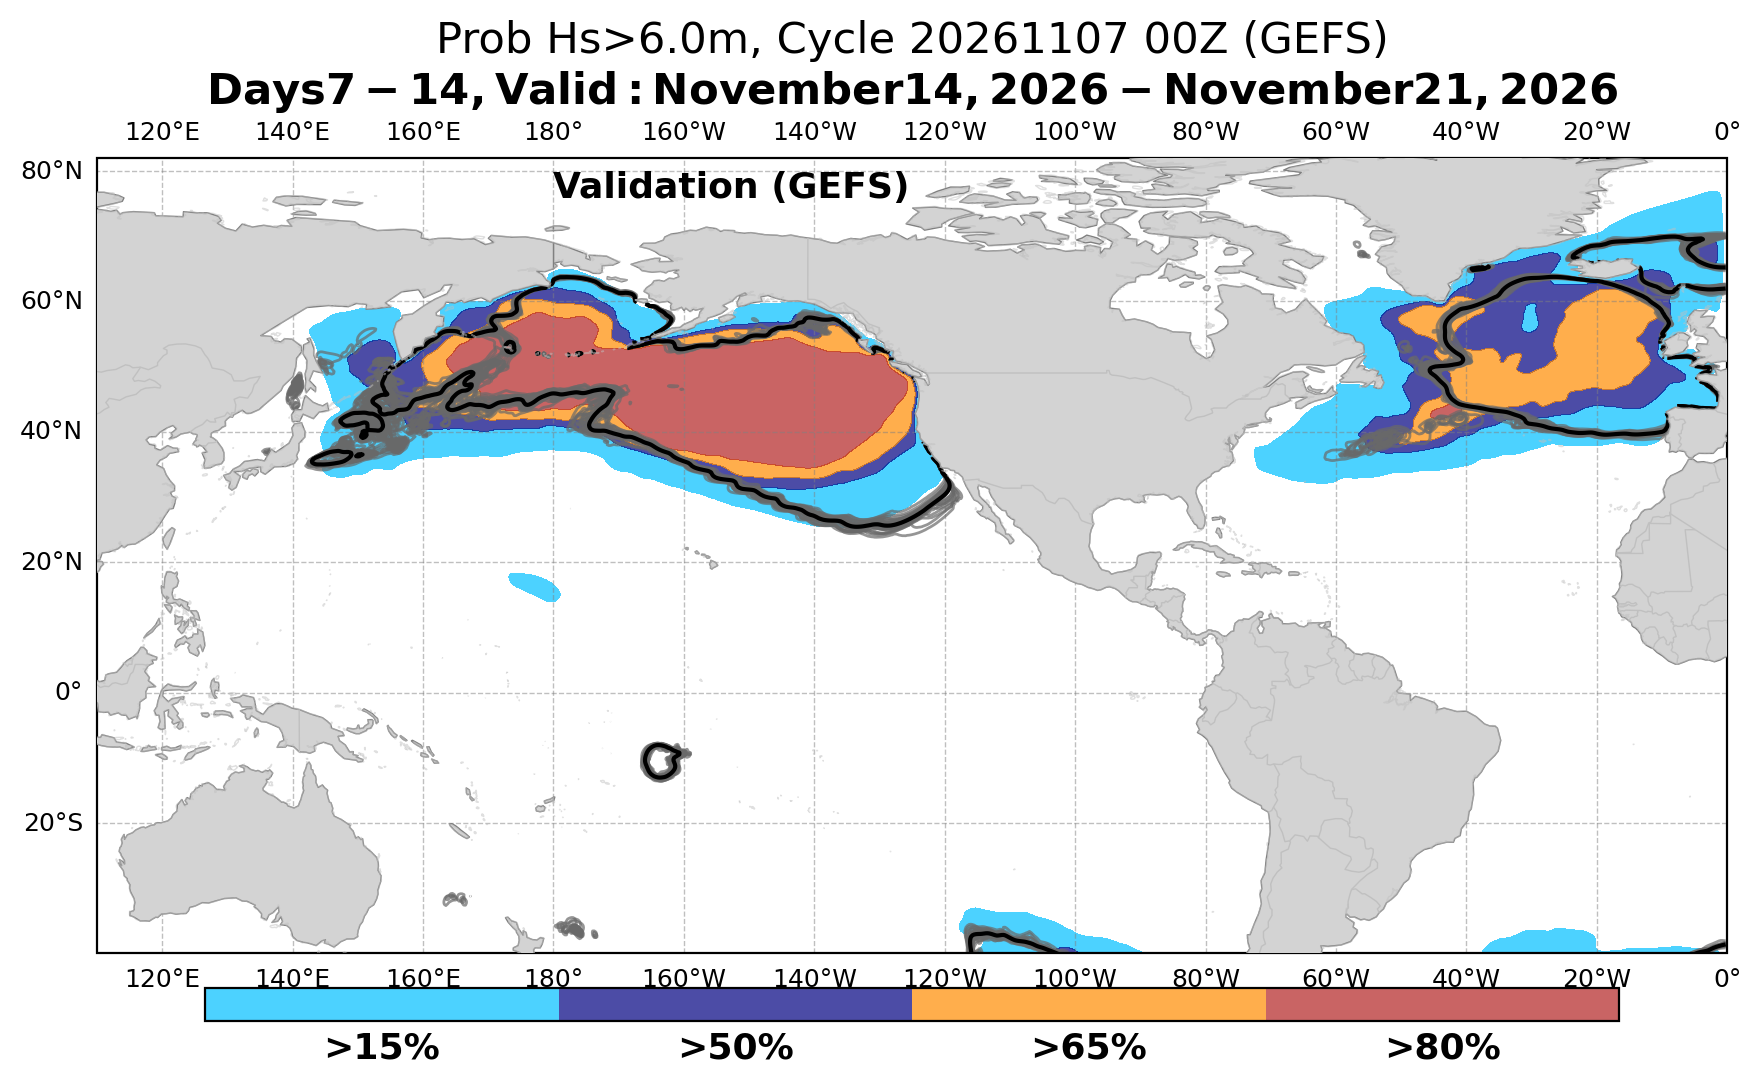 Prob Hs>6.0m, Cycle 20261107 00Z (GEFS)
Days7 − 14, Valid : November14, 2026 − November21, 2026
120°E 140°E 160°E 180° 160°W 140°W 120°W 100°W 80°W 60°W 40°W 20°W 0°
80°N
Validation (GEFS)
60°N
40°N
20°N
0°
20°S
120°E 140°E 160°E 180° 160°W 140°W 120°W 100°W 80°W 60°W 40°W 20°W 0°
>15% >50% >65% >80%